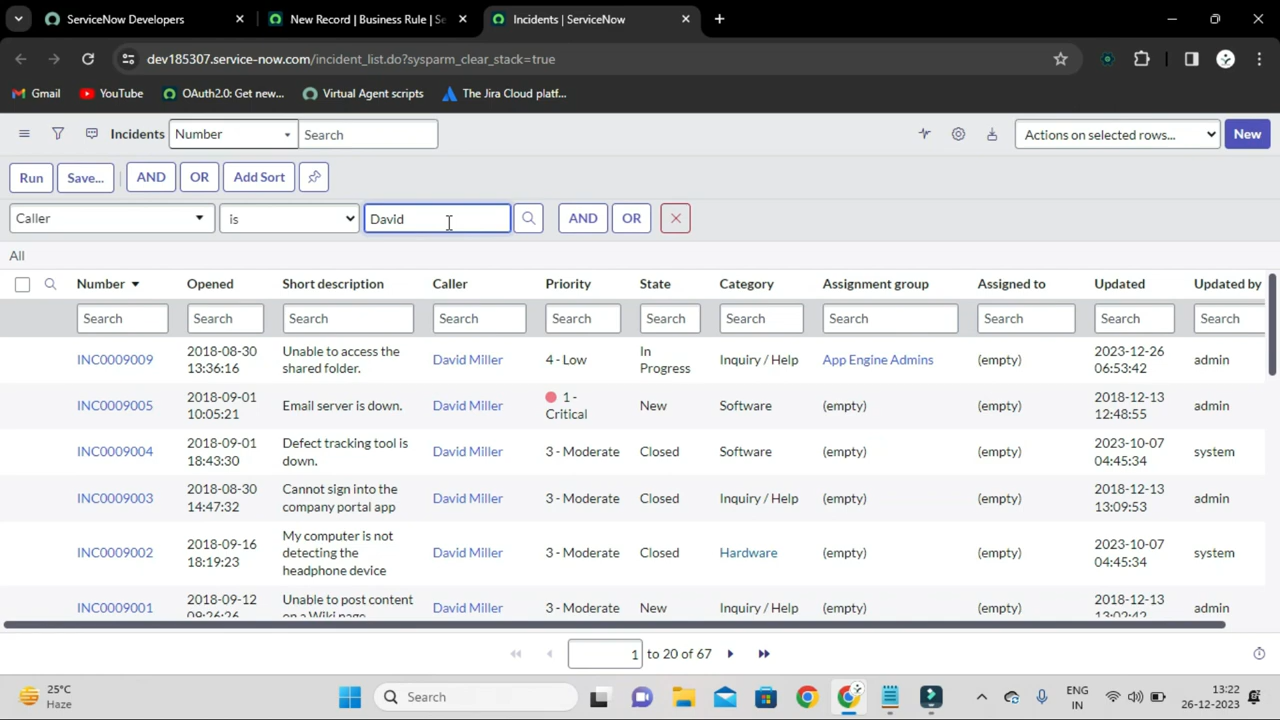 ServiceNow Developers
New Record | Business Rule | Se
Incidents | ServiceNow
dev185307.service-now.com/incident_list.do?sysparm_clear_stack=true
Gmail
YouTube
OAuth2.0: Get new...
Virtual Agent scripts
The Jira Cloud platf...
Incidents
Number
Search
Actions on selected rows...
New
Run
Save...
AND
OR
Add Sort
Caller
is
David
AND
OR
All
Number Opened Short description Caller Priority State Category Assignment group Assigned to Updated Updated by
Search Search Search Search Search Search Search Search Search Search Search
INC0009009
2018-08-30
13:36:16
Unable to access the
shared folder.
David Miller
4 - Low
In
Progress
Inquiry / Help
App Engine Admins
(empty)
2023-12-26
06:53:42
admin
INC0009005
2018-09-01
10:05:21
Email server is down.
David Miller
1 -
Critical
New
Software
(empty)
(empty)
2018-12-13
12:48:55
admin
INC0009004
2018-09-01
18:43:30
Defect tracking tool is
down.
David Miller
3 - Moderate
Closed
Software
(empty)
(empty)
2023-10-07
04:45:34
system
INC0009003
2018-08-30
14:47:32
Cannot sign into the
company portal app
David Miller
3 - Moderate
Closed
Inquiry / Help
(empty)
(empty)
2018-12-13
13:09:53
admin
INC0009002
2018-09-16
18:19:23
My computer is not
detecting the
headphone device
David Miller
3 - Moderate
Closed
Hardware
(empty)
(empty)
2023-10-07
04:45:34
system
INC0009001
2018-09-12
09:26:26
Unable to post content
on a Wiki page
David Miller
3 - Moderate
New
Inquiry / Help
(empty)
(empty)
2018-12-13
13:02:42
admin
1 to 20 of 67
25°C
Haze
Search
ENG
IN
13:22
26-12-2023